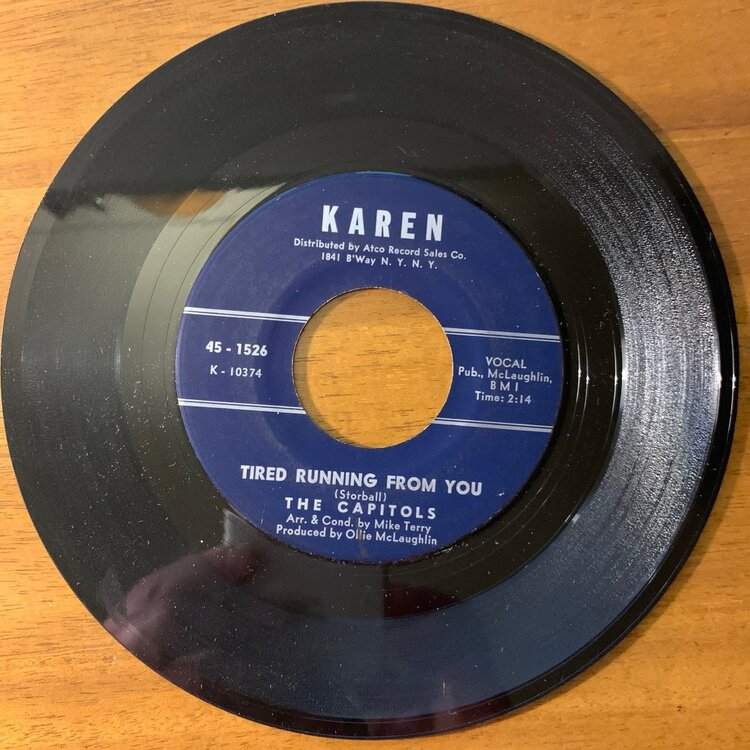 KAREN
Distributed by Atco Record Sales Co.
1841 B'Way N. Y. N. Y.
45 - 1526
K - 10374
VOCAL
Pub., McLaughlin,
B M I
Time: 2:14
TIRED RUNNING FROM YOU
(Storball)
THE CAPITOLS
Arr. & Cond. by Mike Terry
Produced by Ollie McLaughlin